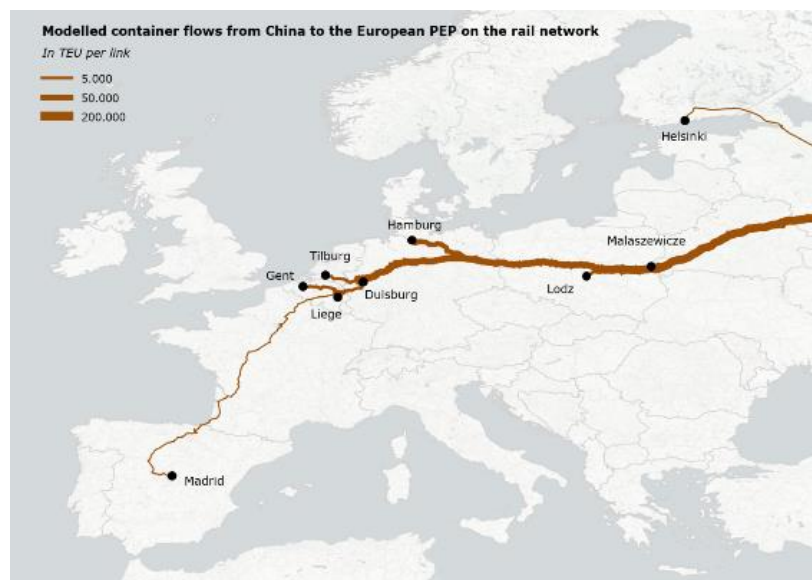 Modelled container flows from China to the European PEP on the rail network
In TEU per link
5.000
50.000
200.000
Helsinki
Hamburg
Malaszewicze
Tilburg
Gent
Duisburg
Lodz
Liege
Madrid